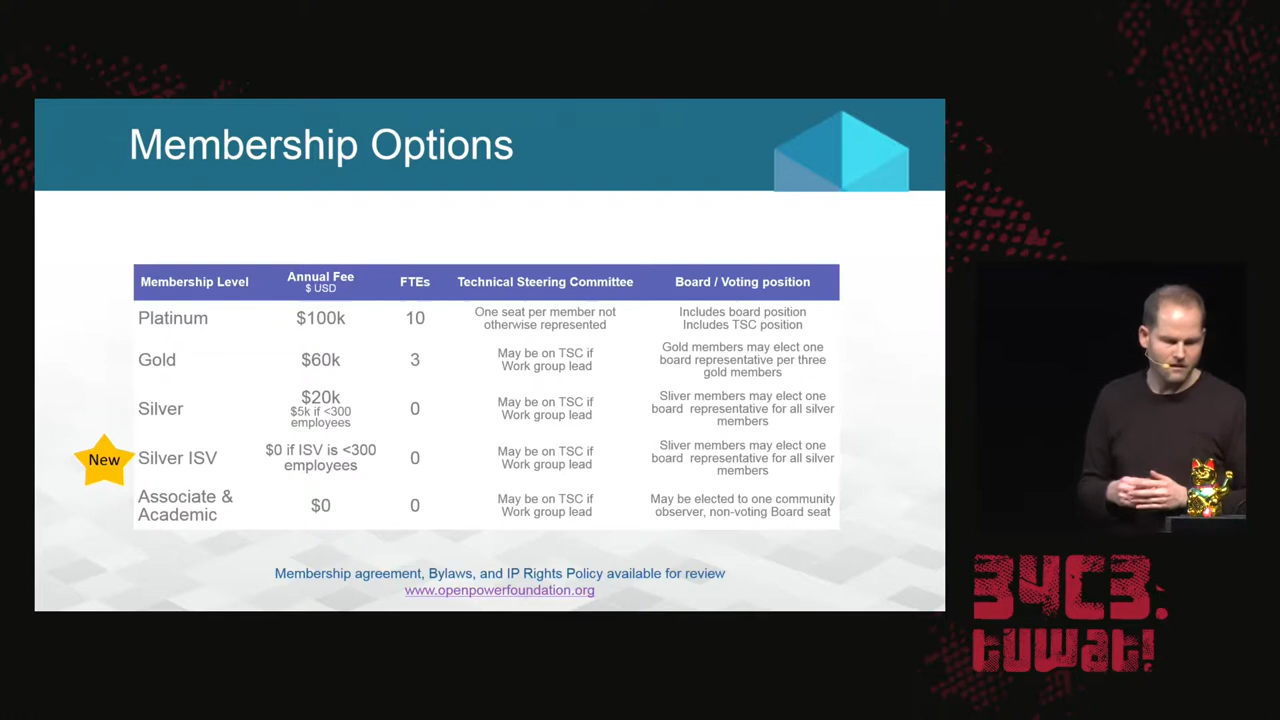 Membership Options
Membership Level
Annual Fee
$ USD
FTEs
Technical Steering Committee
Board / Voting position
Platinum
$100k
10
One seat per member not
otherwise represented
Includes board position
Includes TSC position
Gold
$60k
3
May be on TSC if
Work group lead
Gold members may elect one
board representative per three
gold members
Silver
$20k
$5k if <300
employees
0
May be on TSC if
Work group lead
Sliver members may elect one
board representative for all silver
members
New
Silver ISV
$0 if ISV is <300
employees
0
May be on TSC if
Work group lead
Sliver members may elect one
board representative for all silver
members
Associate &
Academic
$0
0
May be on TSC if
Work group lead
May be elected to one community
observer, non-voting Board seat
Membership agreement, Bylaws, and IP Rights Policy available for review
www.openpowerfoundation.org
34C3.
tuwat!